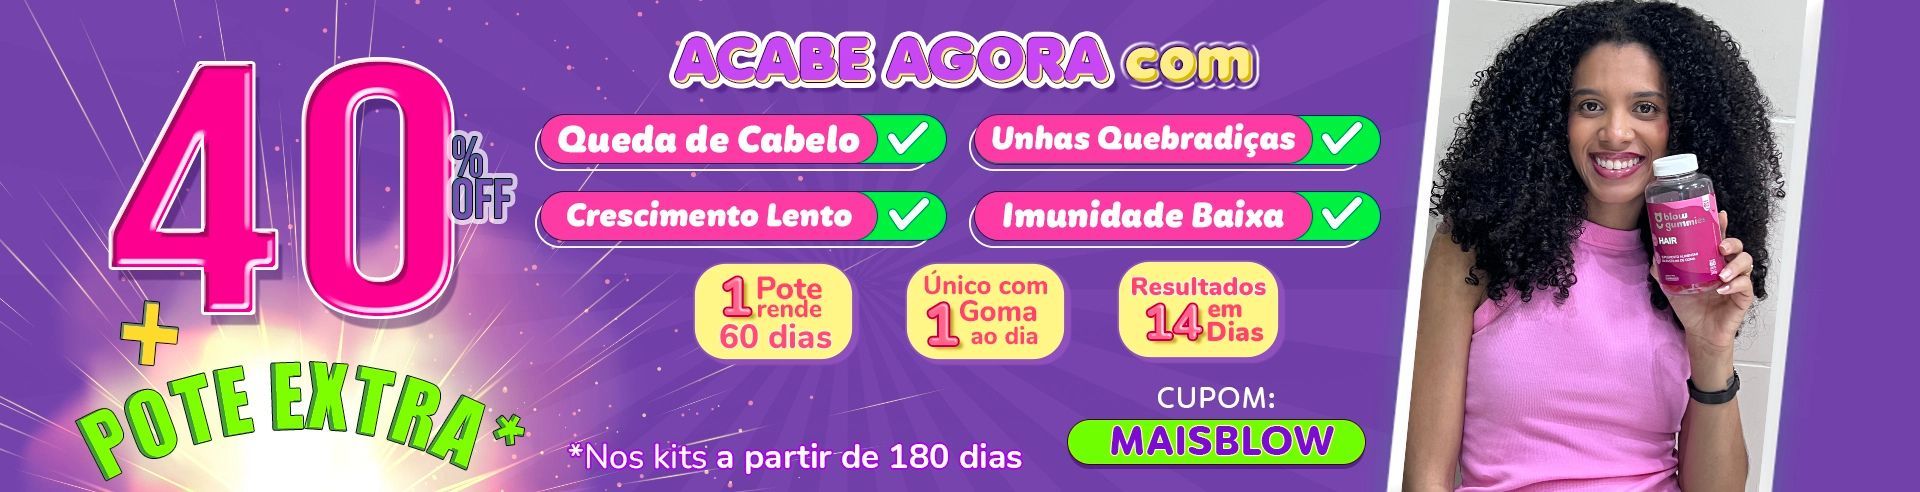 40
% OFF
+
POTE EXTRA*
ACABE AGORA com
Queda de Cabelo
Unhas Quebradiças
Crescimento Lento
Imunidade Baixa
1 Pote
rende
60 dias
Único com
1 Goma
ao dia
Resultados
14 em
Dias
CUPOM:
MAISBLOW
*Nos kits a partir de 180 dias
blow
gummies
HAIR